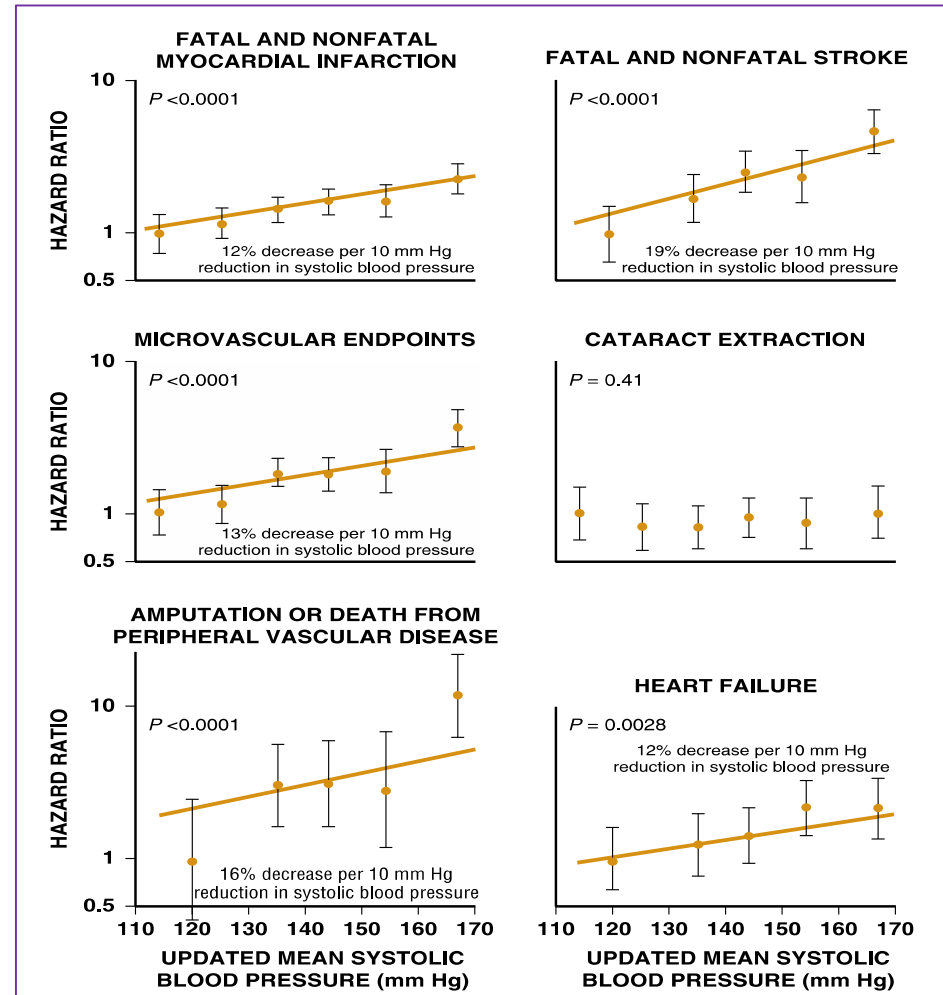 FATAL AND NONFATAL
MYOCARDIAL INFARCTION
10
P <0.0001
HAZARD RATIO
1
12% decrease per 10 mm Hg
reduction in systolic blood pressure
0.5
FATAL AND NONFATAL STROKE
P <0.0001
19% decrease per 10 mm Hg
reduction in systolic blood pressure
MICROVASCULAR ENDPOINTS
10
P <0.0001
HAZARD RATIO
1
13% decrease per 10 mm Hg
reduction in systolic blood pressure
0.5
CATARACT EXTRACTION
P = 0.41
AMPUTATION OR DEATH FROM
PERIPHERAL VASCULAR DISEASE
10
P <0.0001
HAZARD RATIO
1
16% decrease per 10 mm Hg
reduction in systolic blood pressure
0.5
110 120 130 140 150 160 170
UPDATED MEAN SYSTOLIC
BLOOD PRESSURE (mm Hg)
HEART FAILURE
P = 0.0028
12% decrease per 10 mm Hg
reduction in systolic blood pressure
110 120 130 140 150 160 170
UPDATED MEAN SYSTOLIC
BLOOD PRESSURE (mm Hg)